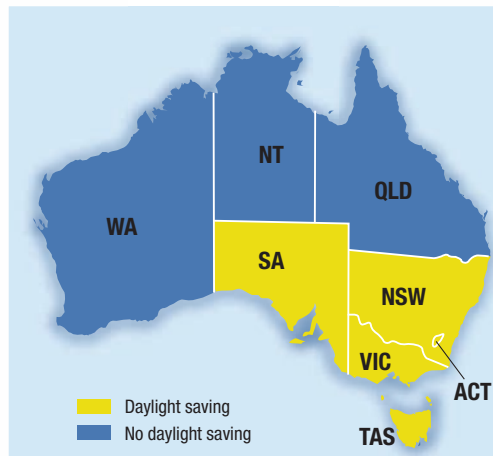 NT
QLD
WA
SA
NSW
VIC
ACT
TAS
Daylight saving
No daylight saving